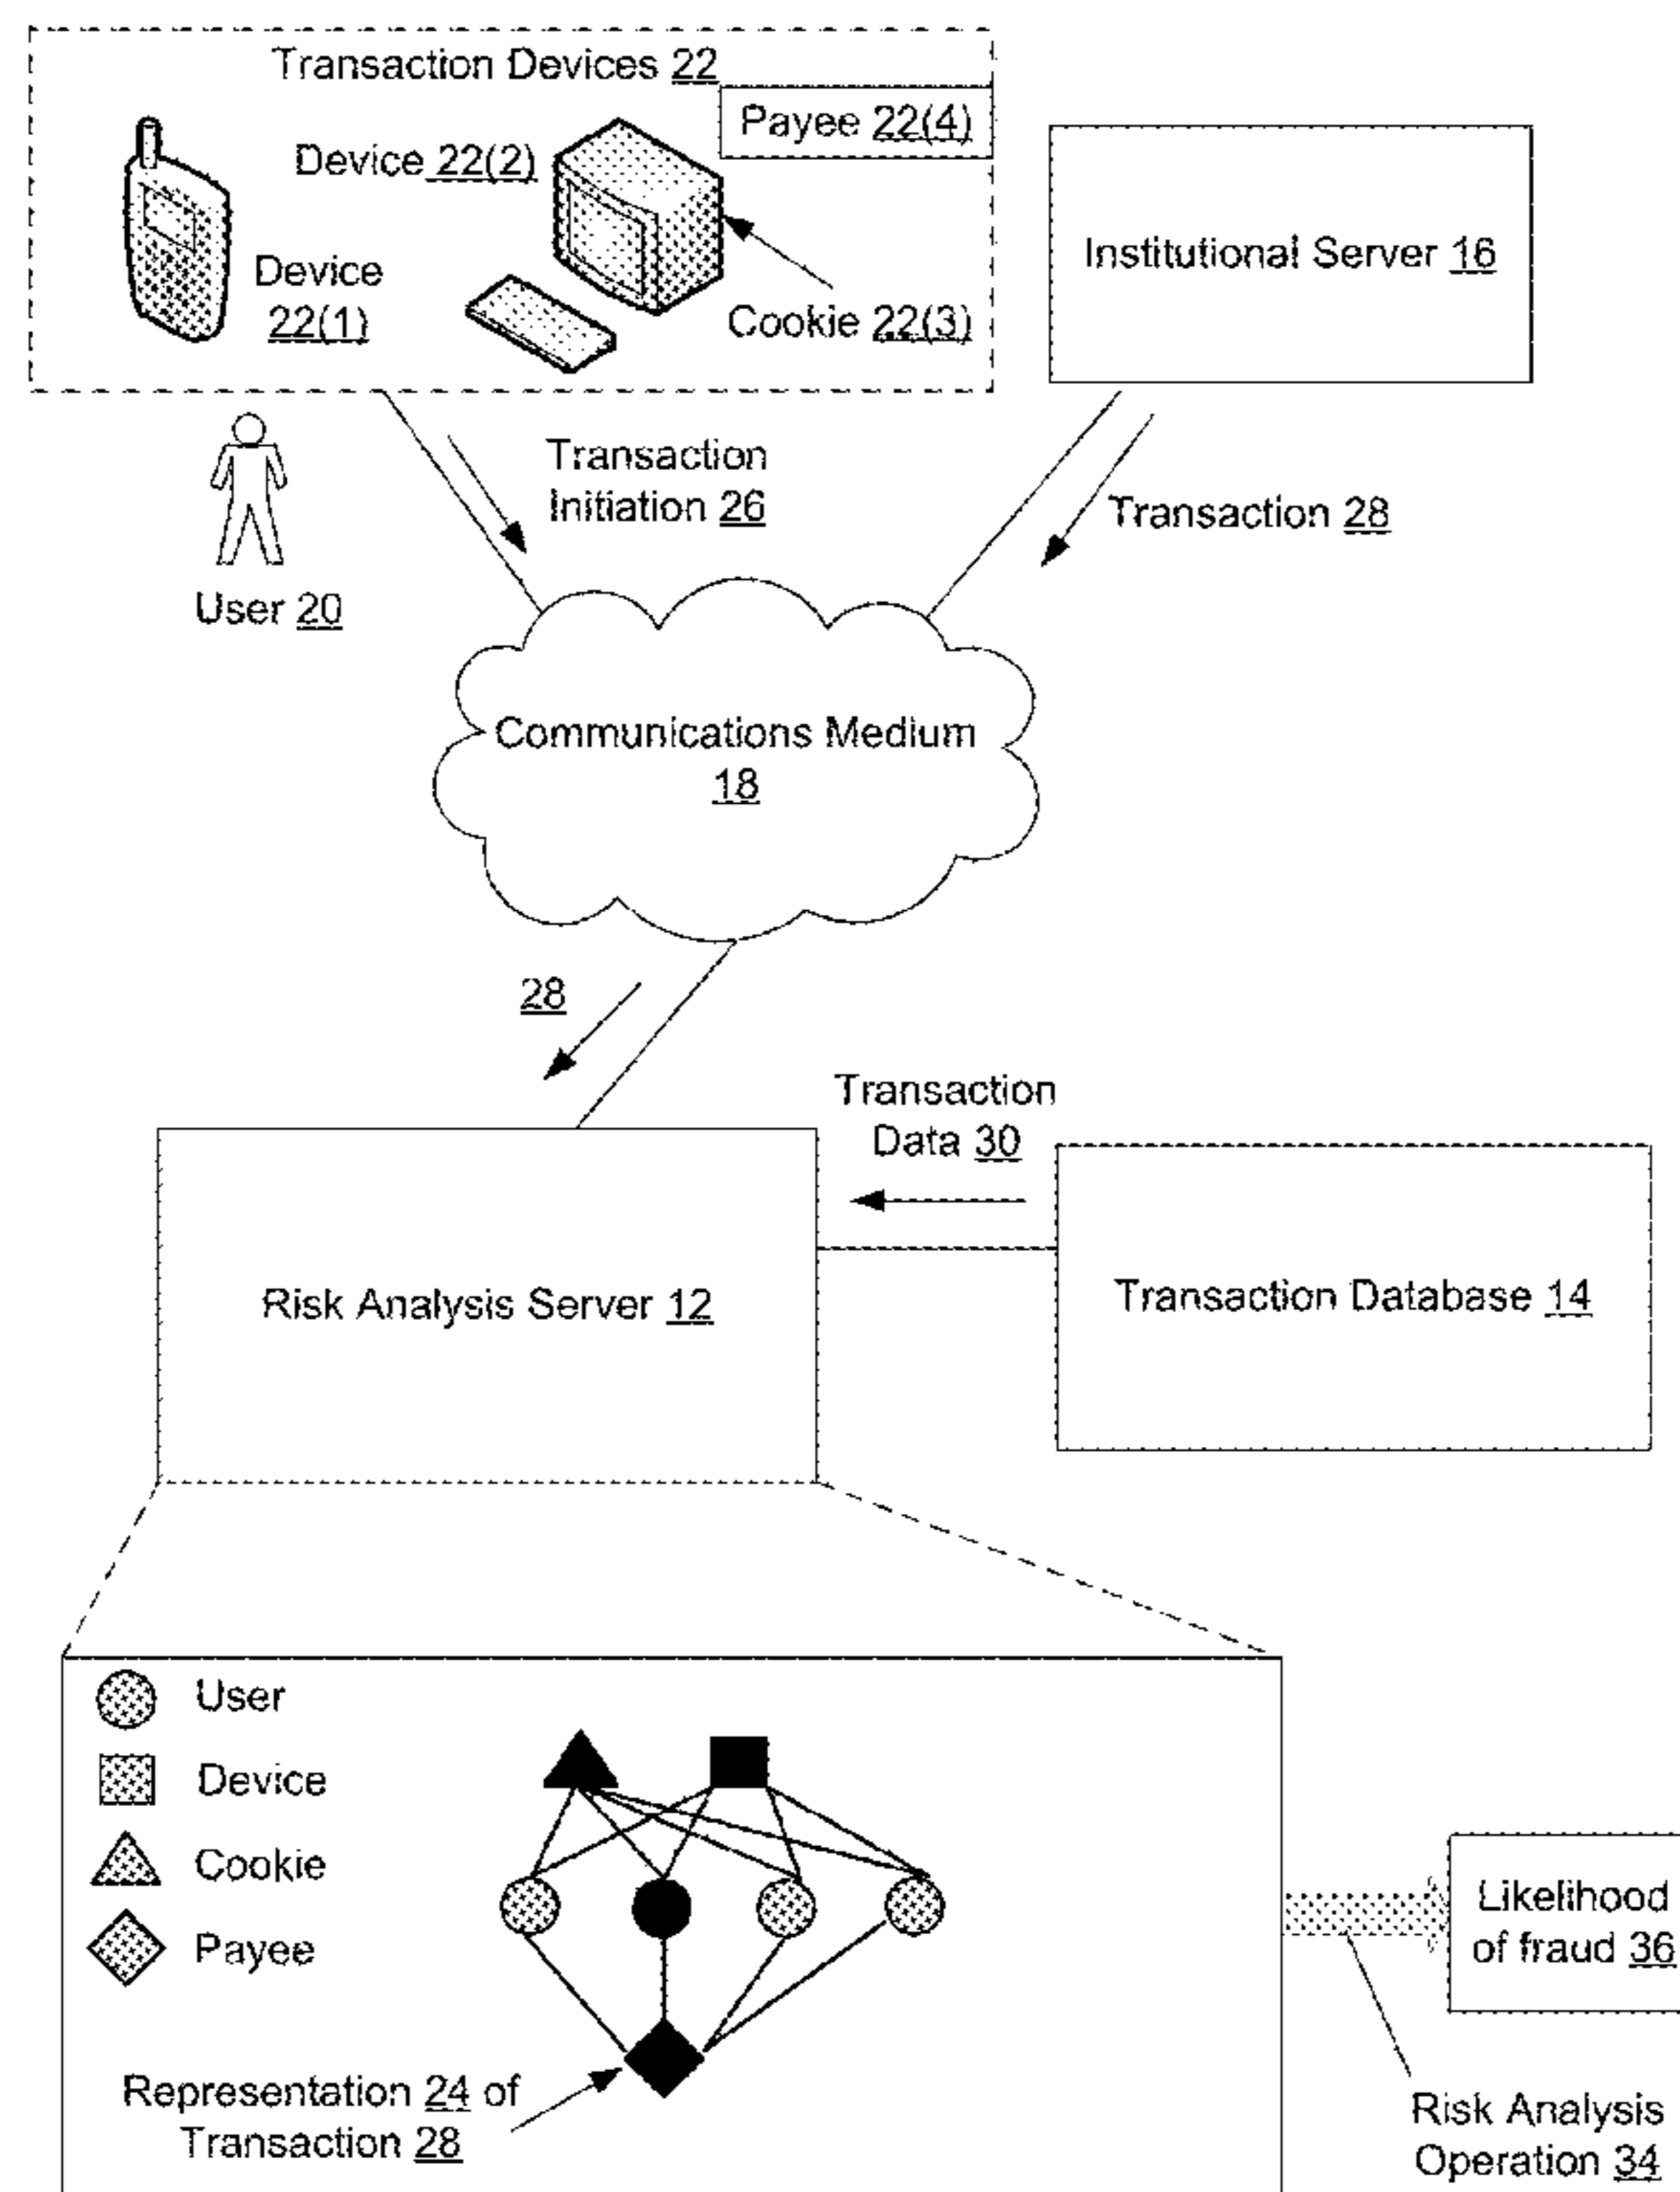 Transaction Devices 22
Payee 22(4)
Device 22(2)
Device
22(1)
Cookie 22(3)
Institutional Server 16
Transaction
Initiation 26
Transaction 28
User 20
Communications Medium
18
28
Transaction
Data 30
Risk Analysis Server 12
Transaction Database 14
User
Device
Cookie
Payee
Representation 24 of
Transaction 28
Likelihood
of fraud 36
Risk Analysis
Operation 34